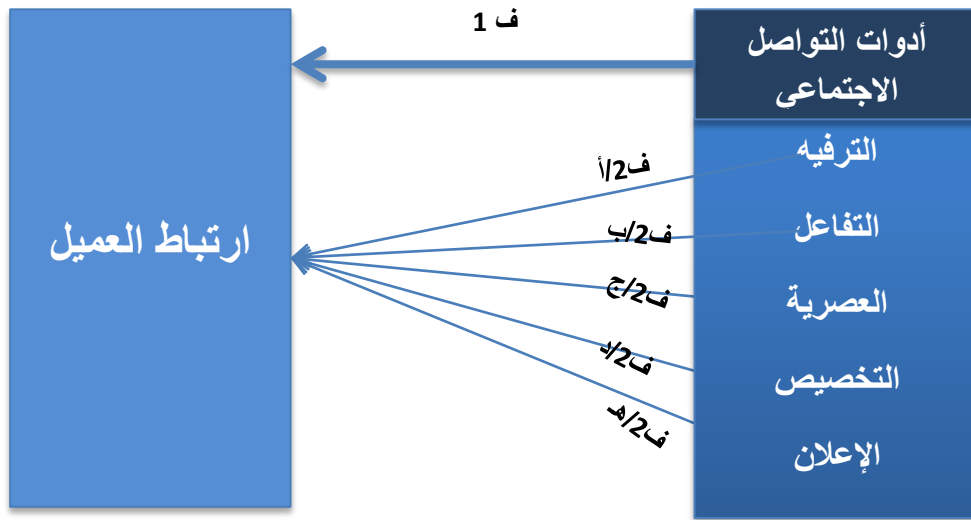 ف 1
أدوات التواصل
الاجتماعي
الترفيه
ف2/أ
التفاعل
ف2/ب
ارتباط العميل
العصرية
ف2/ج
التخصيص
ف2/د
الإعلان
ف2/هـ